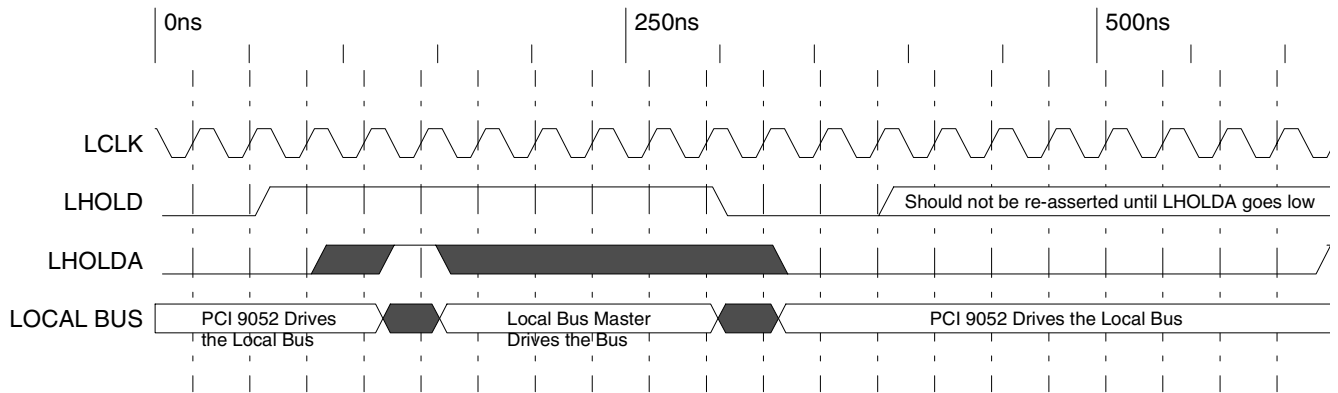 0ns 250ns 500ns
LCLK
LHOLD Should not be re-asserted until LHOLDA goes low
LHOLDA
LOCAL BUS PCI 9052 Drives Local Bus Master PCI 9052 Drives the Local Bus
the Local Bus Drives the Bus